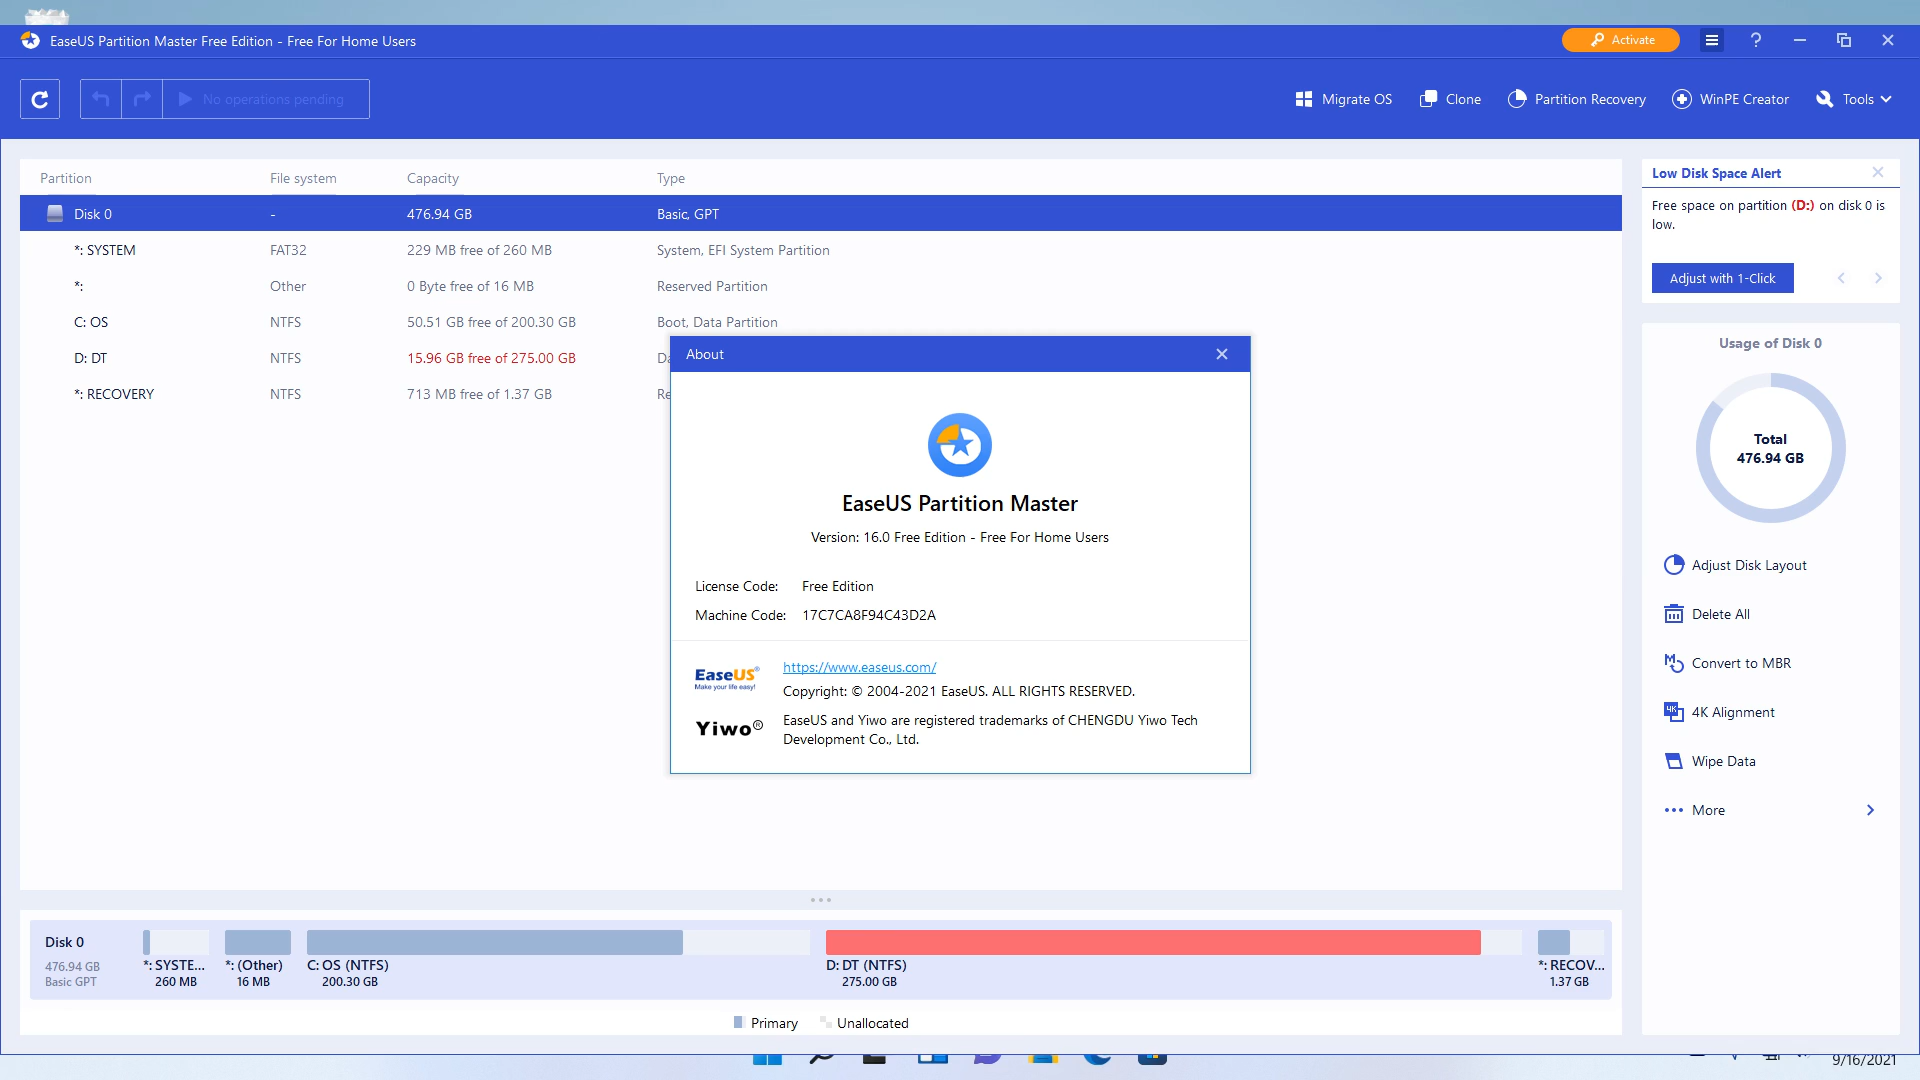 EaseUS Partition Master Free Edition - Free For Home Users
Activate
?
No operations pending
Migrate OS
Clone
Partition Recovery
WinPE Creator
Tools
Partition File system Capacity Type
Disk 0 - 476.94 GB Basic, GPT
*: SYSTEM FAT32 229 MB free of 260 MB System, EFI System Partition
*: Other 0 Byte free of 16 MB Reserved Partition
C: OS NTFS 50.51 GB free of 200.30 GB Boot, Data Partition
D: DT NTFS 15.96 GB free of 275.00 GB Da
*: RECOVERY NTFS 713 MB free of 1.37 GB Re
About
EaseUS Partition Master
Version: 16.0 Free Edition - Free For Home Users
License Code: Free Edition
Machine Code: 17C7CA8F94C43D2A
EaseUS®
Make your life easy!
https://www.easeus.com/
Copyright: © 2004-2021 EaseUS. ALL RIGHTS RESERVED.
Yiwo®
EaseUS and Yiwo are registered trademarks of CHENGDU Yiwo Tech
Development Co., Ltd.
Low Disk Space Alert
Free space on partition (D:) on disk 0 is
low.
Adjust with 1-Click
Usage of Disk 0
Total
476.94 GB
Adjust Disk Layout
Delete All
Convert to MBR
4K Alignment
Wipe Data
More
Disk 0
476.94 GB
Basic GPT
*: SYSTE...
260 MB
*: (Other)
16 MB
C: OS (NTFS)
200.30 GB
D: DT (NTFS)
275.00 GB
*: RECOV...
1.37 GB
Primary
Unallocated
9/16/2021